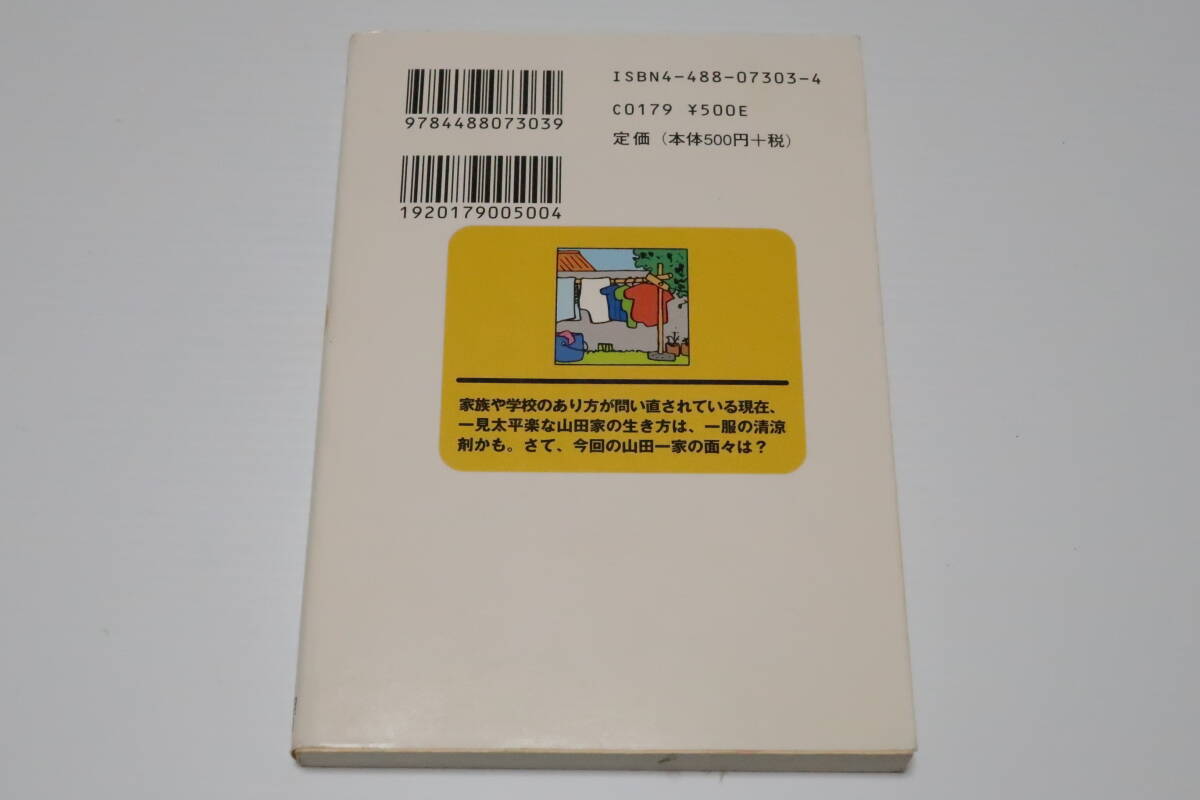 ISBN4-488-07303-4
9784488073039
C0179 ¥500E
定価（本体500円＋税）
1920179005004
家族や学校のあり方が問い直されている現在、
一見太平楽な山田家の生き方は、一服の清涼
剤かも。さて、今回の山田一家の面々は？